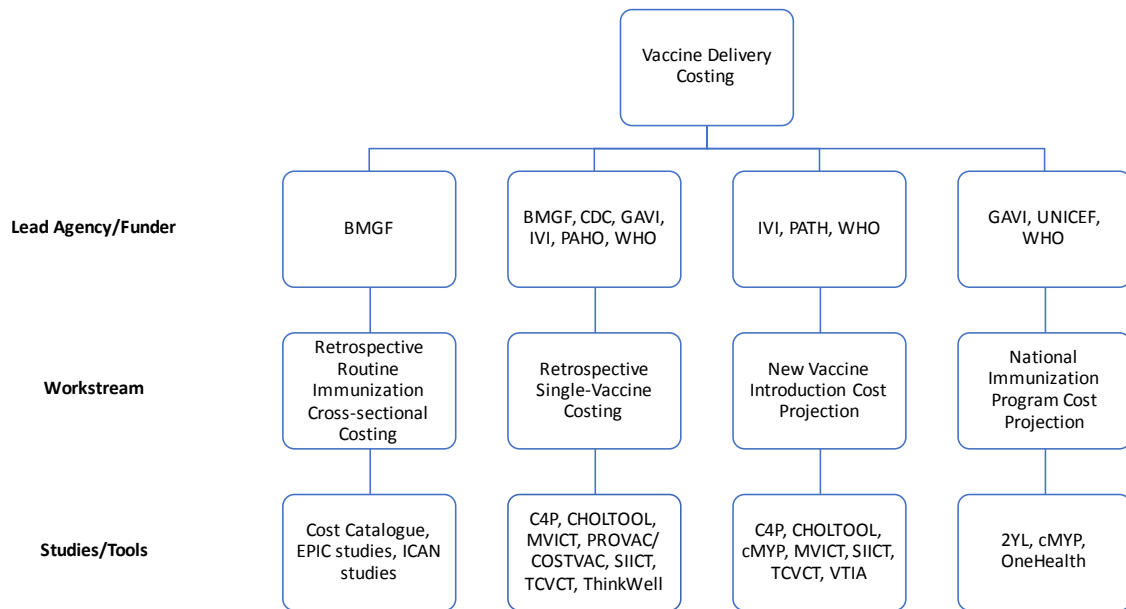 Vaccine Delivery
Costing
Lead Agency/Funder
BMGF
BMGF, CDC, GAVI,
IVI, PAHO, WHO
IVI, PATH, WHO
GAVI, UNICEF,
WHO
Workstream
Retrospective
Routine
Immunization
Cross-sectional
Costing
Retrospective
Single-Vaccine
Costing
New Vaccine
Introduction Cost
Projection
National
Immunization
Program Cost
Projection
Studies/Tools
Cost Catalogue,
EPIC studies, ICAN
studies
C4P, CHOLTOOL,
MVICT, PROVAC/
COSTVAC, SIICT,
TCVCT, ThinkWell
C4P, CHOLTOOL,
cMYP, MVICT, SIICT,
TCVCT, VTIA
2YL, cMYP,
OneHealth